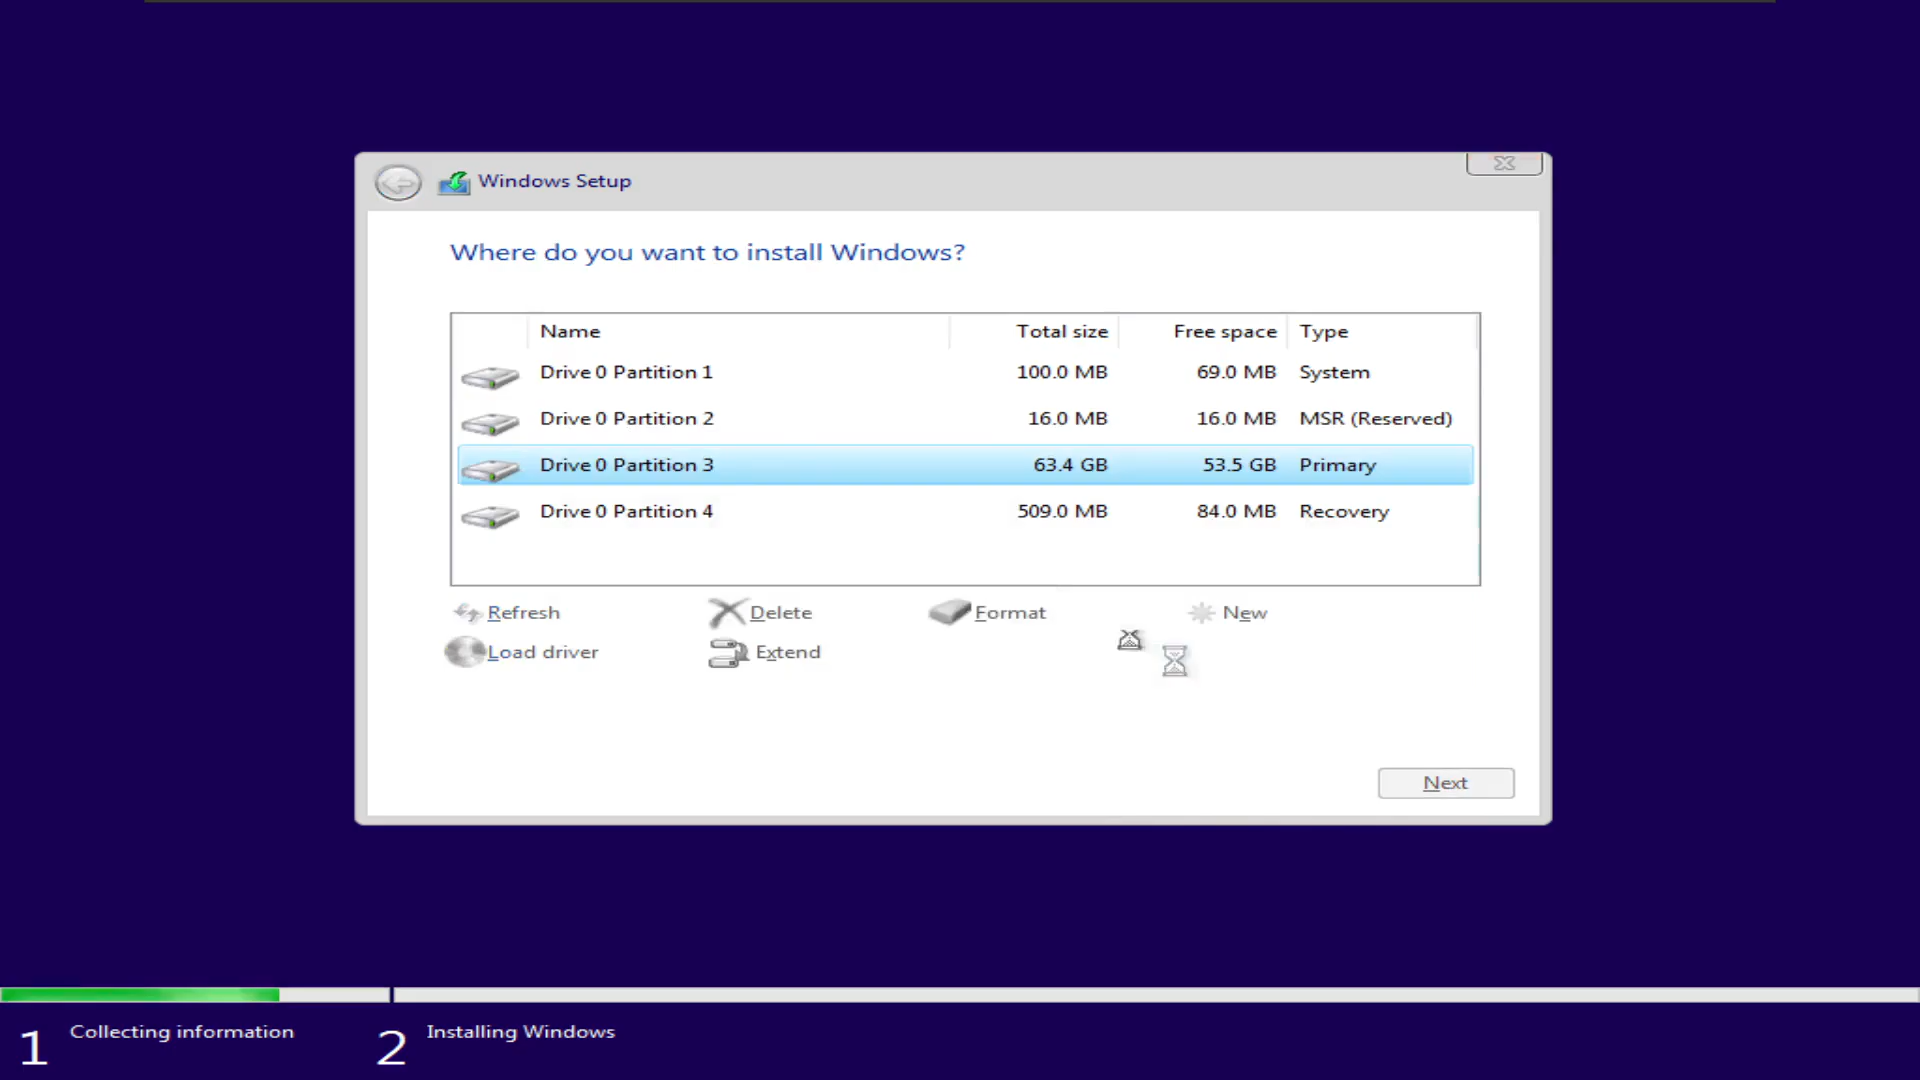 Windows Setup
Where do you want to install Windows?
Name Total size Free space Type
Drive 0 Partition 1 100.0 MB 69.0 MB System
Drive 0 Partition 2 16.0 MB 16.0 MB MSR (Reserved)
Drive 0 Partition 3 63.4 GB 53.5 GB Primary
Drive 0 Partition 4 509.0 MB 84.0 MB Recovery
Refresh Delete Format New
Load driver Extend
Next
1 Collecting information 2 Installing Windows